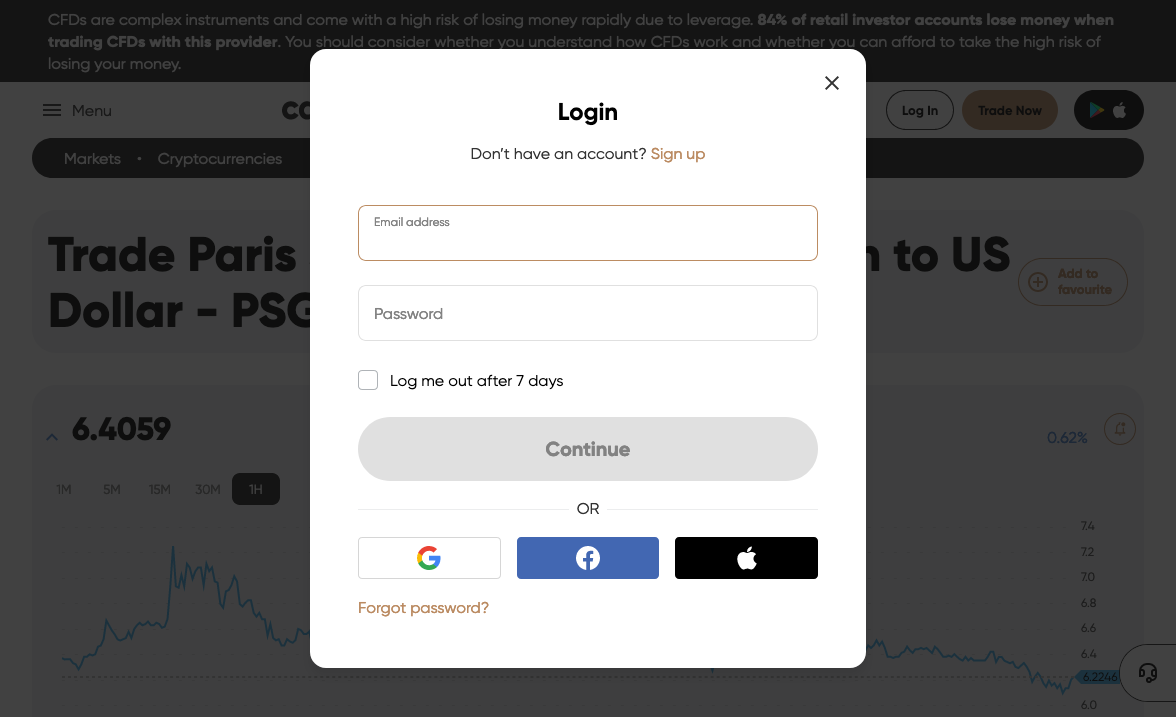 CFDs are complex instruments and come with a high risk of losing money rapidly due to leverage. 84% of retail investor accounts lose money when
trading CFDs with this provider. You should consider whether you understand how CFDs work and whether you can afford to take the high risk of
losing your money.
Menu
Log In
Trade Now
Markets • Cryptocurrencies
Trade Paris
to US
Dollar - PSG
Add to
favourite
6.4059
0.62%
1M 5M 15M 30M 1H
7.4
7.2
7.0
6.8
6.6
6.4
6.2246
6.0
Login
Don't have an account? Sign up
Email address
Password
Log me out after 7 days
Continue
OR
Forgot password?